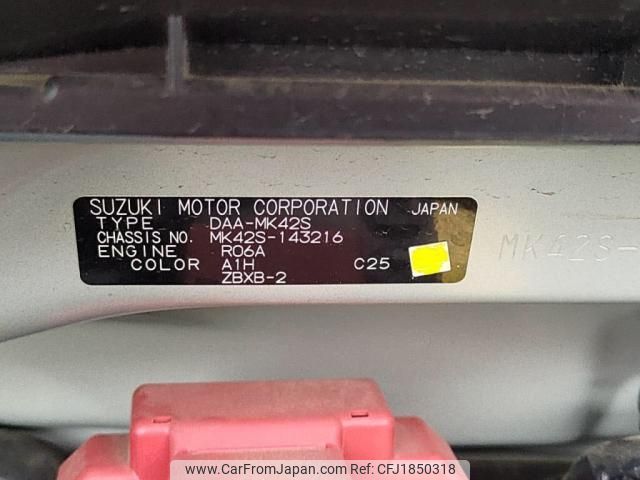 SUZUKI MOTOR CORPORATION JAPAN
TYPE DAA-MK42S
CHASSIS NO. MK42S-143216
ENGINE R06A
COLOR A1H C25
ZBXB-2
MK42S-
www.CarFromJapan.com | Ref. No: CFJ1850318